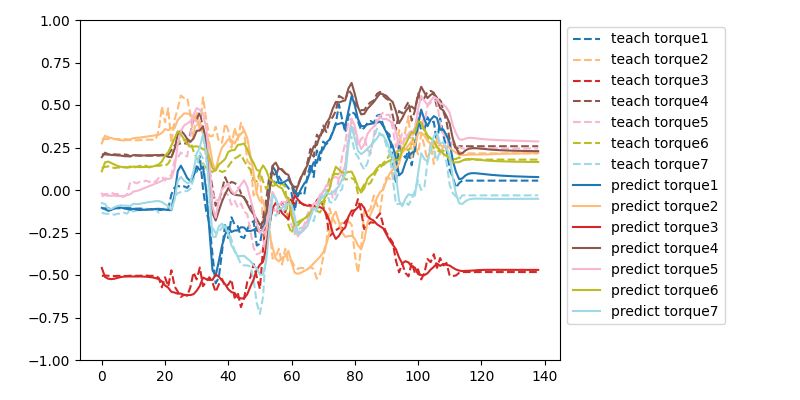 1.00
0.75
0.50
0.25
0.00
−0.25
−0.50
−0.75
−1.00
0 20 40 60 80 100 120 140
teach torque1
teach torque2
teach torque3
teach torque4
teach torque5
teach torque6
teach torque7
predict torque1
predict torque2
predict torque3
predict torque4
predict torque5
predict torque6
predict torque7